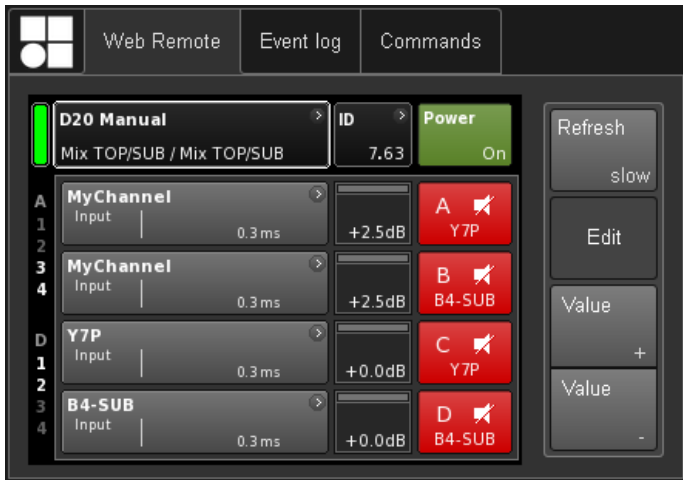 Web Remote Event log Commands
D20 Manual ID Power Refresh
Mix TOP/SUB / Mix TOP/SUB 7.63 On slow
A MyChannel A
1 Input 0.3 ms +2.5dB Y7P Edit
2
3 MyChannel B
4 Input 0.3 ms +2.5dB B4-SUB Value
+
D Y7P C
1 Input 0.3 ms +0.0dB Y7P Value
2
3 B4-SUB D
4 Input 0.3 ms +0.0dB B4-SUB -